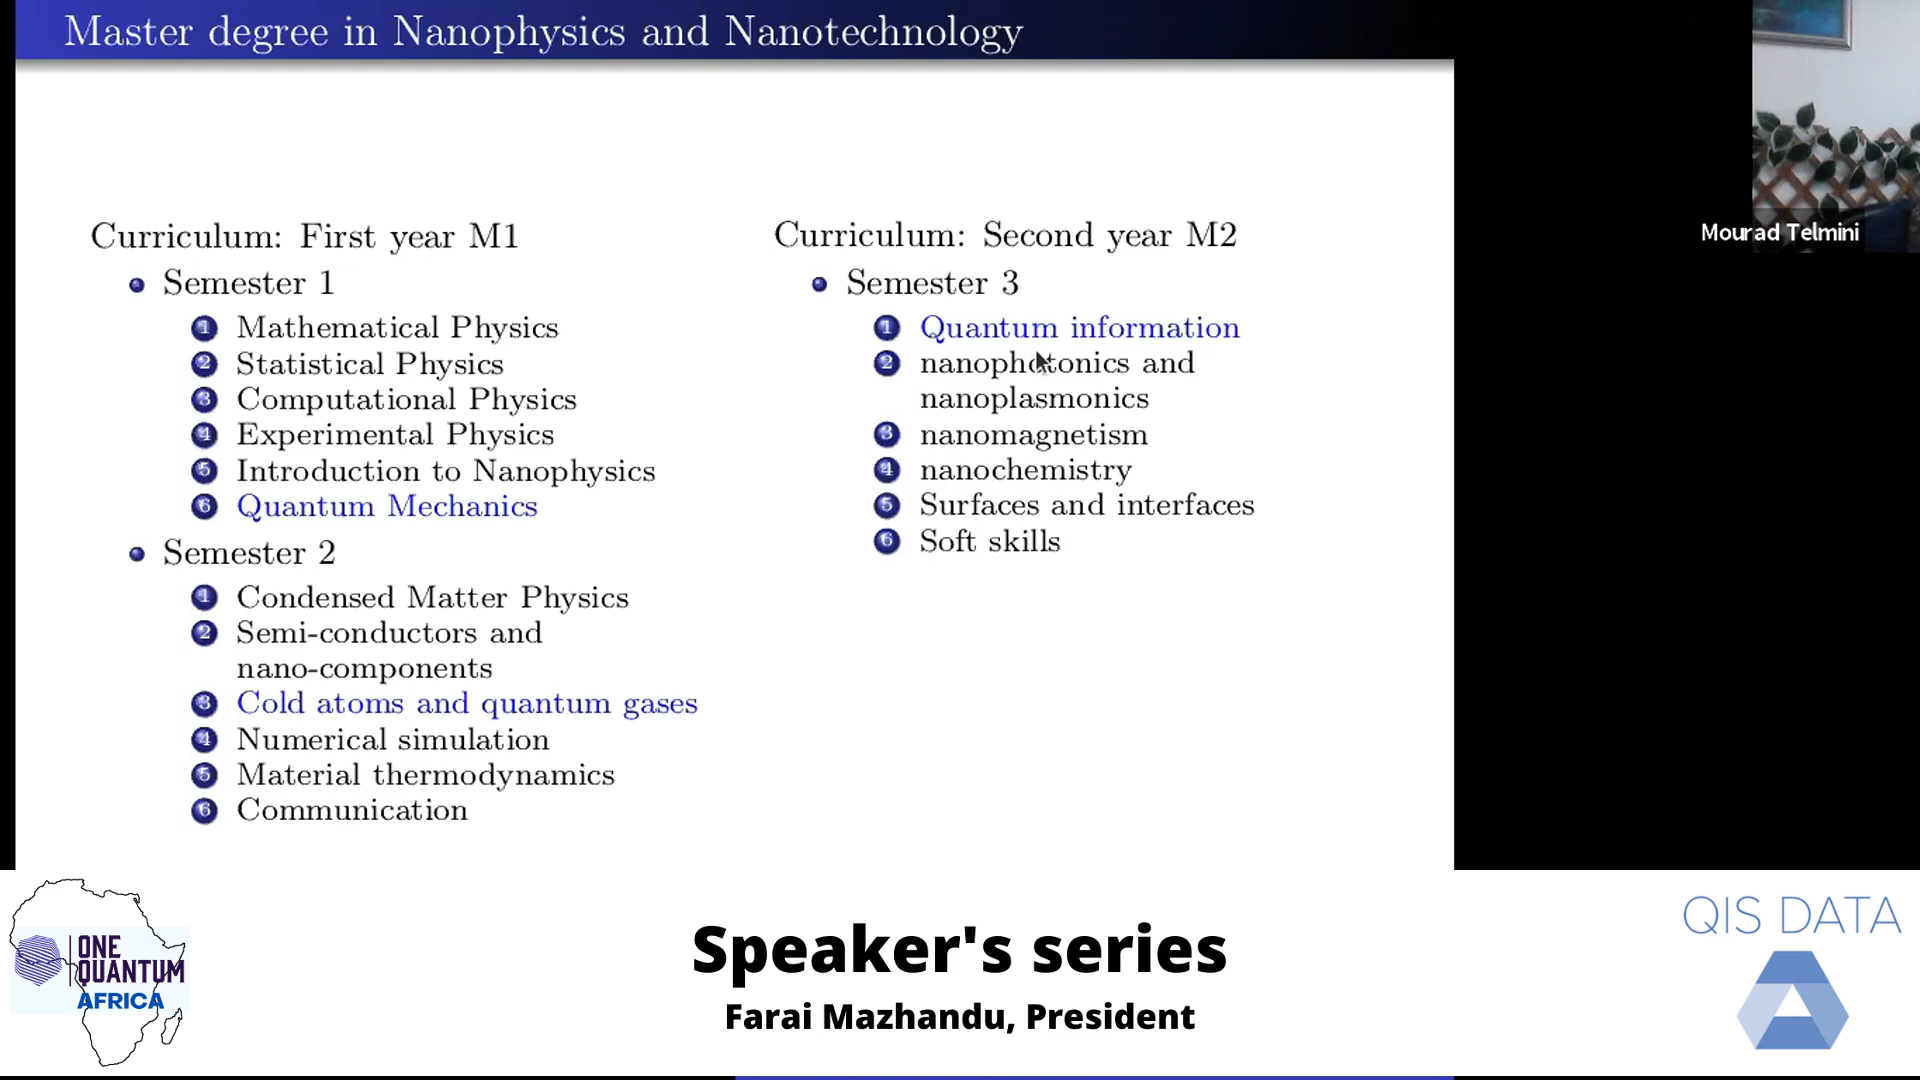 Master degree in Nanophysics and Nanotechnology
Curriculum: First year M1
Semester 1
1 Mathematical Physics
2 Statistical Physics
3 Computational Physics
4 Experimental Physics
5 Introduction to Nanophysics
6 Quantum Mechanics
Semester 2
1 Condensed Matter Physics
2 Semi-conductors and
nano-components
3 Cold atoms and quantum gases
4 Numerical simulation
5 Material thermodynamics
6 Communication
Curriculum: Second year M2
Semester 3
1 Quantum information
2 nanophotonics and
nanoplasmonics
3 nanomagnetism
4 nanochemistry
5 Surfaces and interfaces
6 Soft skills
Mourad Telmini
ONE
QUANTUM
AFRICA
Speaker's series
Farai Mazhandu, President
QIS DATA